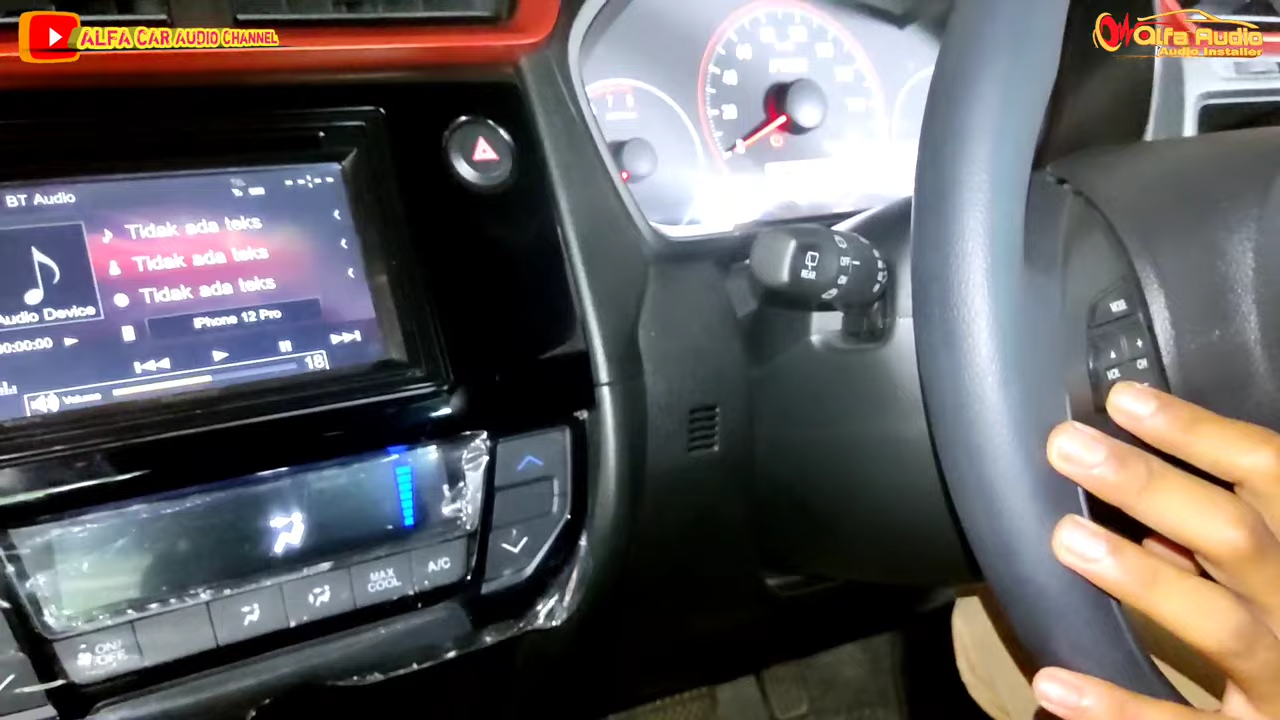 ALFA CAR AUDIO CHANNEL
alfa Audio
Audio Installer
BT Audio
Tidak ada teks
Tidak ada teks
Tidak ada teks
Audio Device
iPhone 12 Pro
00:00:00
18
Volume
REAR
OFF
MODE
+
VOL
CH
MAX
COOL
A/C
ON/
OFF